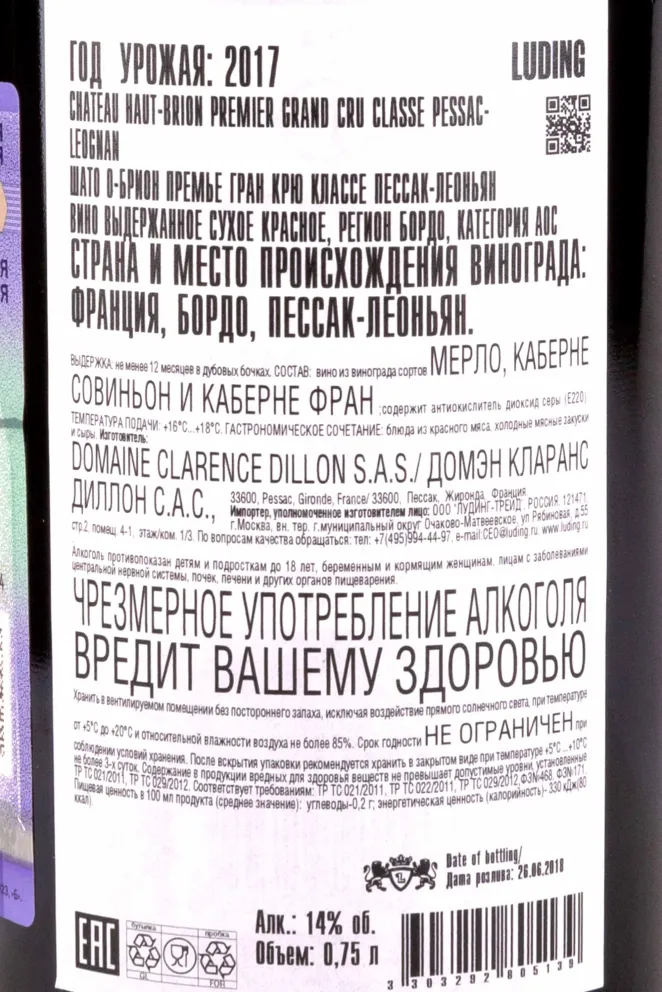 ГОД УРОЖАЯ: 2017
LUDING
CHATEAU HAUT-BRION PREMIER GRAND CRU CLASSE PESSAC-
LEOGNAN
ШАТО О-БРИОН ПРЕМЬЕ ГРАН КРЮ КЛАССЕ ПЕССАК-ЛЕОНЬЯН
ВИНО ВЫДЕРЖАННОЕ СУХОЕ КРАСНОЕ, РЕГИОН БОРДО, КАТЕГОРИЯ АОС
СТРАНА И МЕСТО ПРОИСХОЖДЕНИЯ ВИНОГРАДА:
ФРАНЦИЯ, БОРДО, ПЕССАК-ЛЕОНЬЯН.
ВЫДЕРЖКА: не менее 12 месяцев в дубовых бочках. СОСТАВ: вино из винограда сортов МЕРЛО, КАБЕРНЕ
СОВИНЬОН И КАБЕРНЕ ФРАН ;содержит антиокислитель диоксид серы (E220)
ТЕМПЕРАТУРА ПОДАЧИ: +16°С...+18°С. ГАСТРОНОМИЧЕСКОЕ СОЧЕТАНИЕ: блюда из красного мяса, холодные мясные закуски
и сыры. Изготовитель:
DOMAINE CLARENCE DILLON S.A.S./ ДОМЭН КЛАРАНС
ДИЛЛОН С.А.С., 33600, Pessac, Gironde, France/ 33600, Пессак, Жиронда, Франция
Импортер, уполномоченное изготовителем лицо: ООО "ЛУДИНГ-ТРЕЙД", РОССИЯ, 121471,
г.Москва, вн. тер. г.муниципальный округ Очаково-Матвеевское, ул Рябиновая, д.55
стр.2, помещ. 4-1, этаж/ком. 1/3. По вопросам качества обращаться: тел: +7(495)994-44-97, e-mail:CEO@luding.ru. www.luding.ru
Алкоголь противопоказан детям и подросткам до 18 лет, беременным и кормящим женщинам, лицам с заболеваниями
центральной нервной системы, почек, печени и других органов пищеварения.
ЧРЕЗМЕРНОЕ УПОТРЕБЛЕНИЕ АЛКОГОЛЯ
ВРЕДИТ ВАШЕМУ ЗДОРОВЬЮ
Хранить в вентилируемом помещении без постороннего запаха, исключая воздействие прямого солнечного света, при температуре
от +5°С до +20°С и относительной влажности воздуха не более 85%. Срок годности НЕ ОГРАНИЧЕН при
соблюдении условий хранения. После вскрытия упаковки рекомендуется хранить в закрытом виде при температуре +5°С...+10°С
не более 3-х суток. Содержание в продукции вредных для здоровья веществ не превышает допустимые уровни, установленные
ТР ТС 021/2011, ТР ТС 029/2012. Соответствует требованиям: ТР ТС 021/2011, ТР ТС 022/2011, ТР ТС 029/2012, ФЗ№468, ФЗ№171.
Пищевая ценность в 100 мл продукта (среднее значение): углеводы-0,2 г; энергетическая ценность (калорийность)- 330 кДж(80
ккал).
Date of bottling/
Дата розлива: 26.06.2018
EAC
бутылка
пробка
GL
FOR
Алк.: 14% об.
Объем: 0,75 л
3 303292 805139